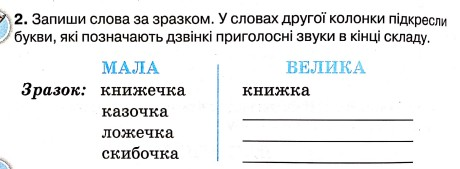 2. Запиши слова за зразком. У словах другої колонки підкресли
букви, які позначають дзвінкі приголосні звуки в кінці складу.
МАЛА ВЕЛИКА
Зразок: книжечка книжка
казочка
ложечка
скибочка